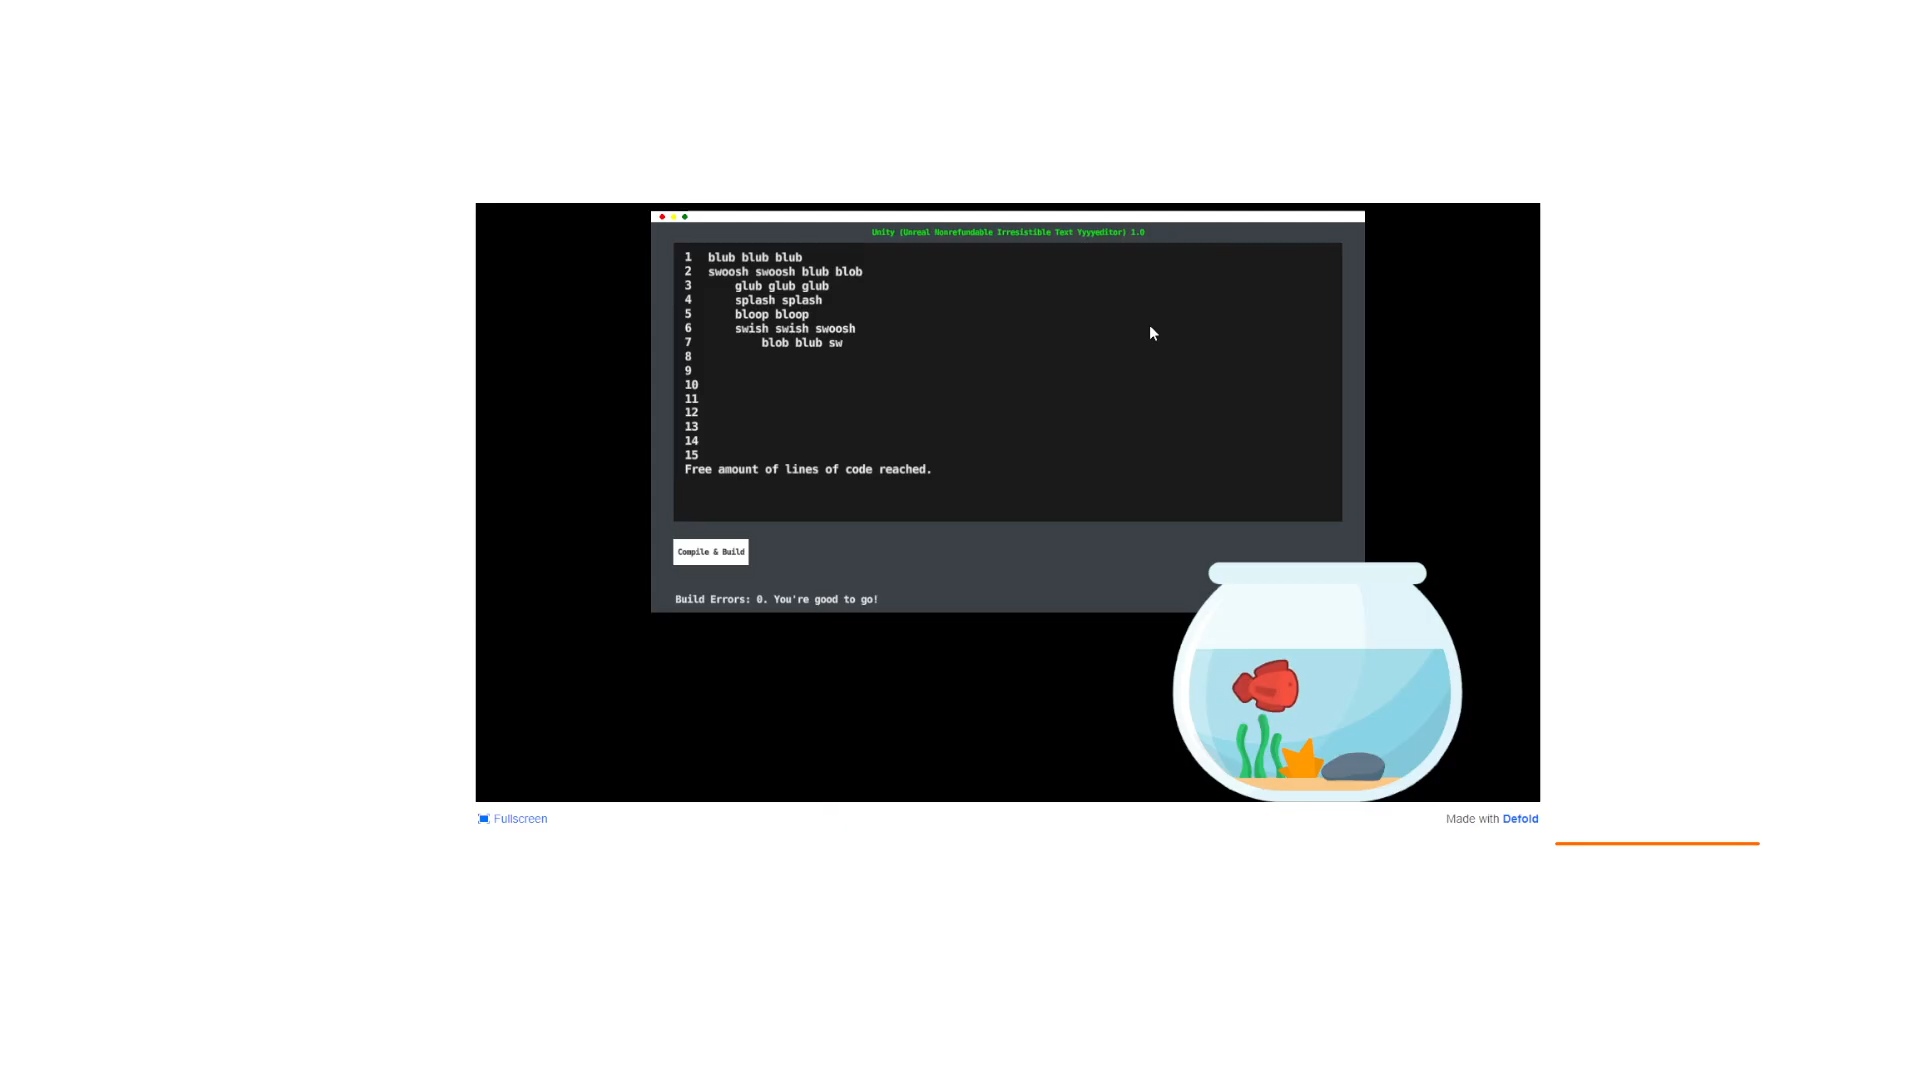 Unity (Unreal Nonrefundable Irresistible Text Yyyyeditor) 1.0
1 blub blub blub
2 swoosh swoosh blub blob
3 glub glub glub
4 splash splash
5 bloop bloop
6 swish swish swoosh
7 blob blub sw
8
9
10
11
12
13
14
15
Free amount of lines of code reached.
Compile & Build
Build Errors: 0. You're good to go!
Fullscreen
Made with Defold